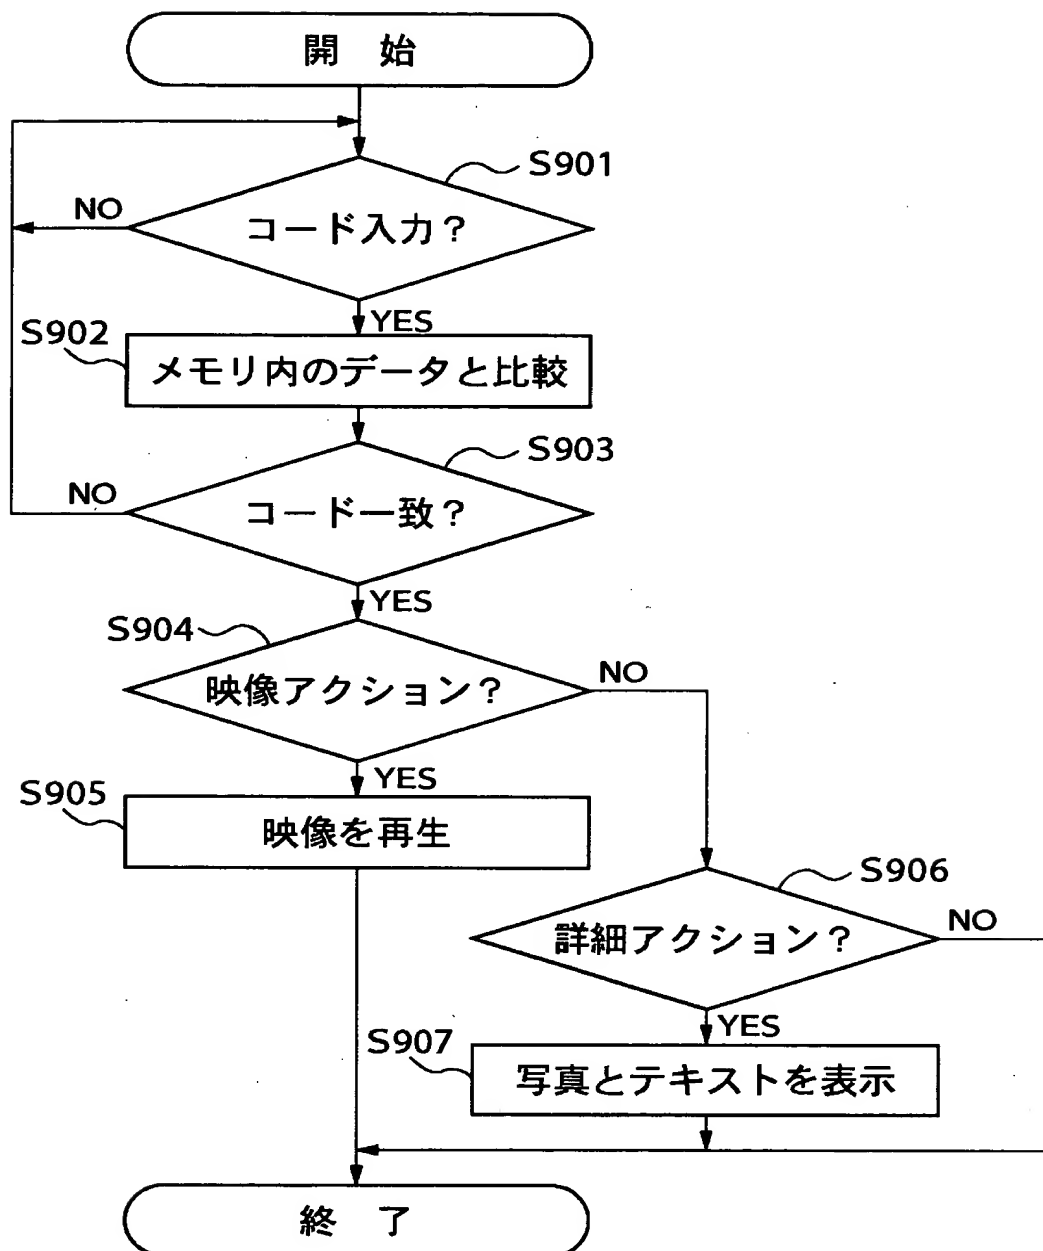 開 始
S901
NO
コード入力?
YES
S902
メモリ内のデータと比較
S903
NO
コード一致?
YES
S904
映像アクション?
NO
YES
S905
映像を再生
S906
詳細アクション?
NO
YES
S907
写真とテキストを表示
終 了